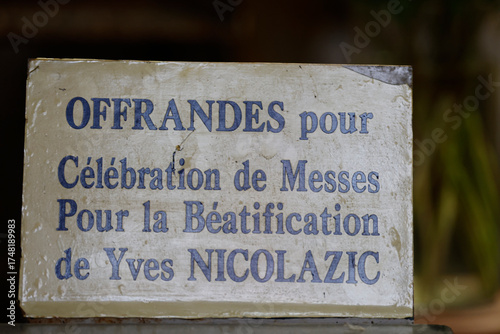 OFFRANDES pour
Célébration de Messes
Pour la Béatification
de Yves NICOLAZIC